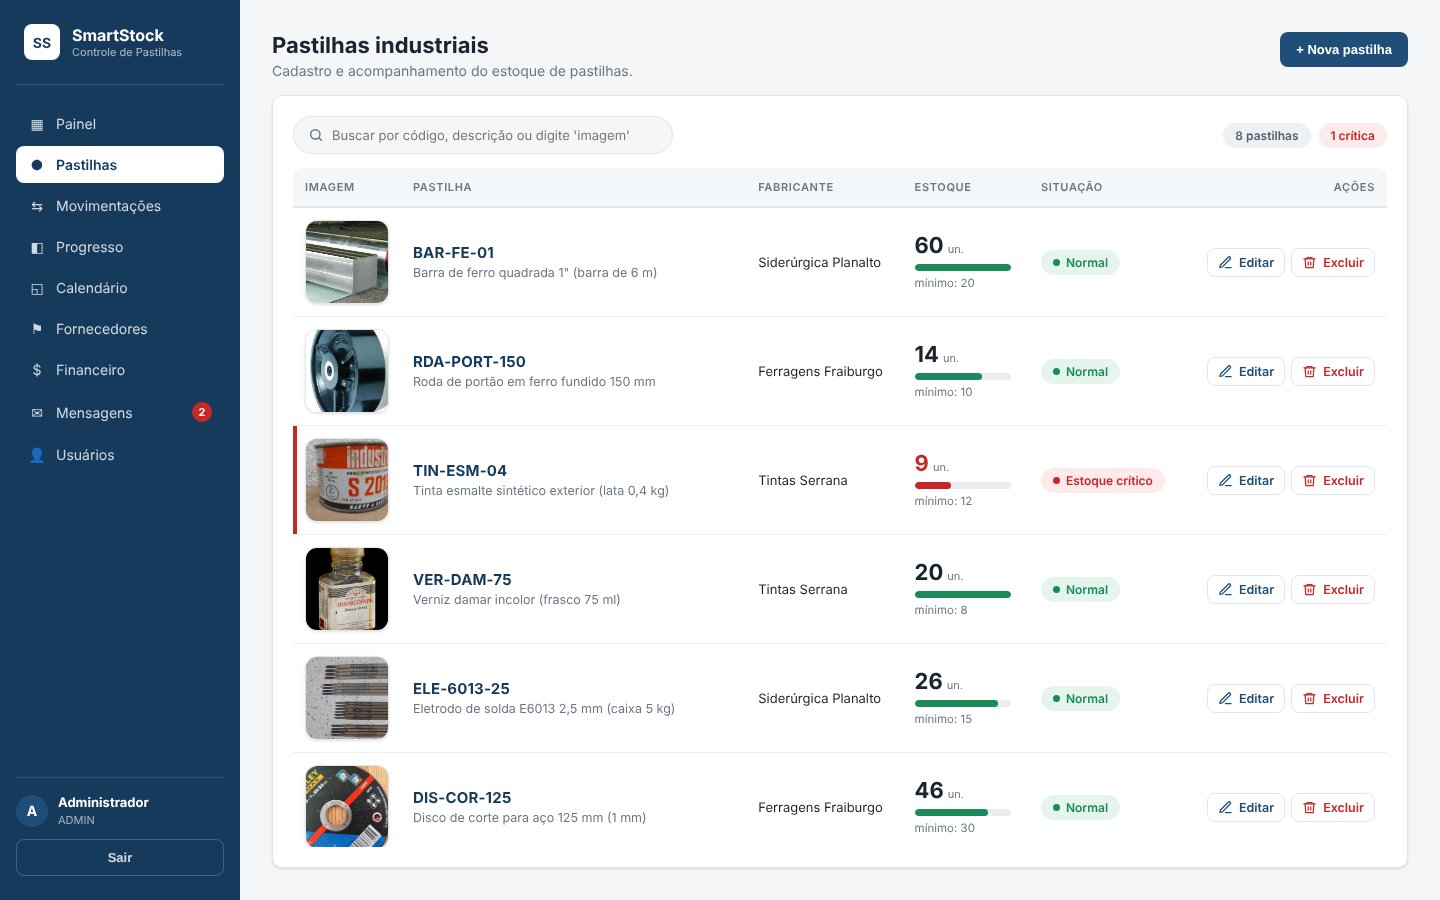 SS
SmartStock
Controle de Pastilhas
Painel
Pastilhas
Movimentações
Progresso
Calendário
Fornecedores
$ Financeiro
Mensagens 2
Usuários
A
Administrador
ADMIN
Sair
Pastilhas industriais
Cadastro e acompanhamento do estoque de pastilhas.
+ Nova pastilha
Buscar por código, descrição ou digite 'imagem'
8 pastilhas
1 crítica
IMAGEM PASTILHA FABRICANTE ESTOQUE SITUAÇÃO AÇÕES
BAR-FE-01
Barra de ferro quadrada 1" (barra de 6 m)
Siderúrgica Planalto
60 un.
mínimo: 20
Normal
Editar
Excluir
RDA-PORT-150
Roda de portão em ferro fundido 150 mm
Ferragens Fraiburgo
14 un.
mínimo: 10
Normal
Editar
Excluir
S 201
TIN-ESM-04
Tinta esmalte sintético exterior (lata 0,4 kg)
Tintas Serrana
9 un.
mínimo: 12
Estoque crítico
Editar
Excluir
VER-DAM-75
Verniz damar incolor (frasco 75 ml)
Tintas Serrana
20 un.
mínimo: 8
Normal
Editar
Excluir
ELE-6013-25
Eletrodo de solda E6013 2,5 mm (caixa 5 kg)
Siderúrgica Planalto
26 un.
mínimo: 15
Normal
Editar
Excluir
DIS-COR-125
Disco de corte para aço 125 mm (1 mm)
Ferragens Fraiburgo
46 un.
mínimo: 30
Normal
Editar
Excluir